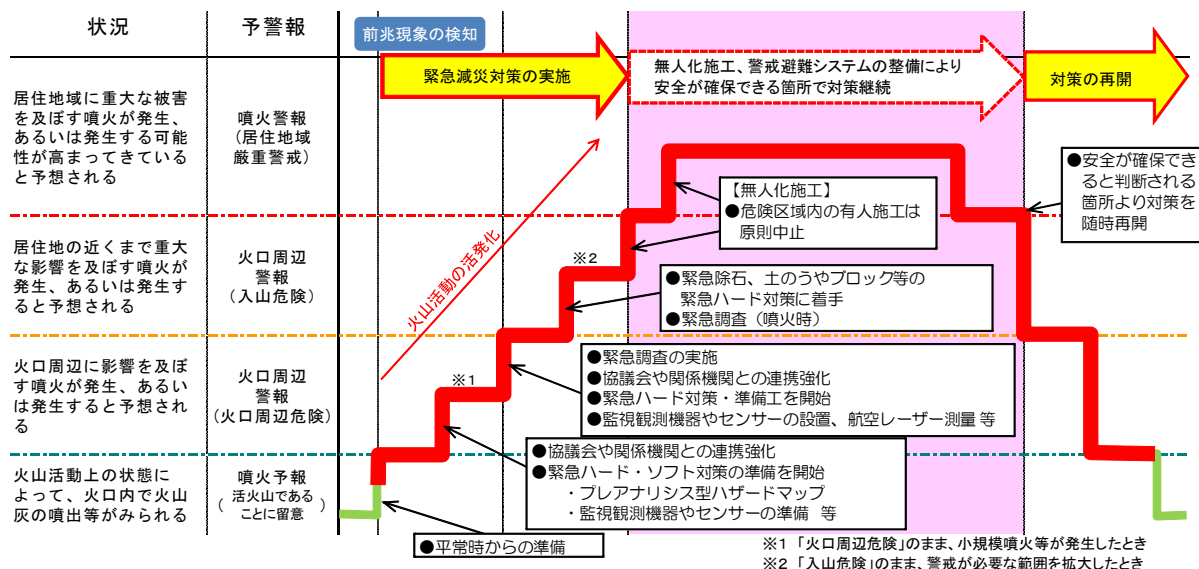 状況
予警報
前兆現象の検知
緊急減災対策の実施
無人化施工、警戒避難システムの整備により
安全が確保できる箇所で対策継続
対策の再開
居住地域に重大な被害
を及ぼす噴火が発生、
あるいは発生する可能
性が高まってきている
と予想される
噴火警報
(居住地域
厳重警戒)
●安全が確保でき
ると判断される
箇所より対策を
随時再開
【無人化施工】
●危険区域内の有人施工は
原則中止
火山活動の活発化
居住地の近くまで重大
な影響を及ぼす噴火が
発生、あるいは発生す
ると予想される
火口周辺
警報
(入山危険)
※2
●緊急除石、土のうやブロック等の
緊急ハード対策に着手
●緊急調査（噴火時）
火口周辺に影響を及ぼ
す噴火が発生、あるい
は発生すると予想され
る
火口周辺
警報
(火口周辺危険)
※1
●緊急調査の実施
●協議会や関係機関との連携強化
●緊急ハード対策・準備工を開始
●監視観測機器やセンサーの設置、航空レーザー測量 等
火山活動上の状態に
よって、火口内で火山
灰の噴出等がみられる
噴火予報
(活火山である
ことに留意)
●協議会や関係機関との連携強化
●緊急ハード・ソフト対策の準備を開始
・プレアナリシス型ハザードマップ
・監視観測機器やセンサーの準備 等
●平常時からの準備
※1 「火口周辺危険」のまま、小規模噴火等が発生したとき
※2 「入山危険」のまま、警戒が必要な範囲を拡大したとき